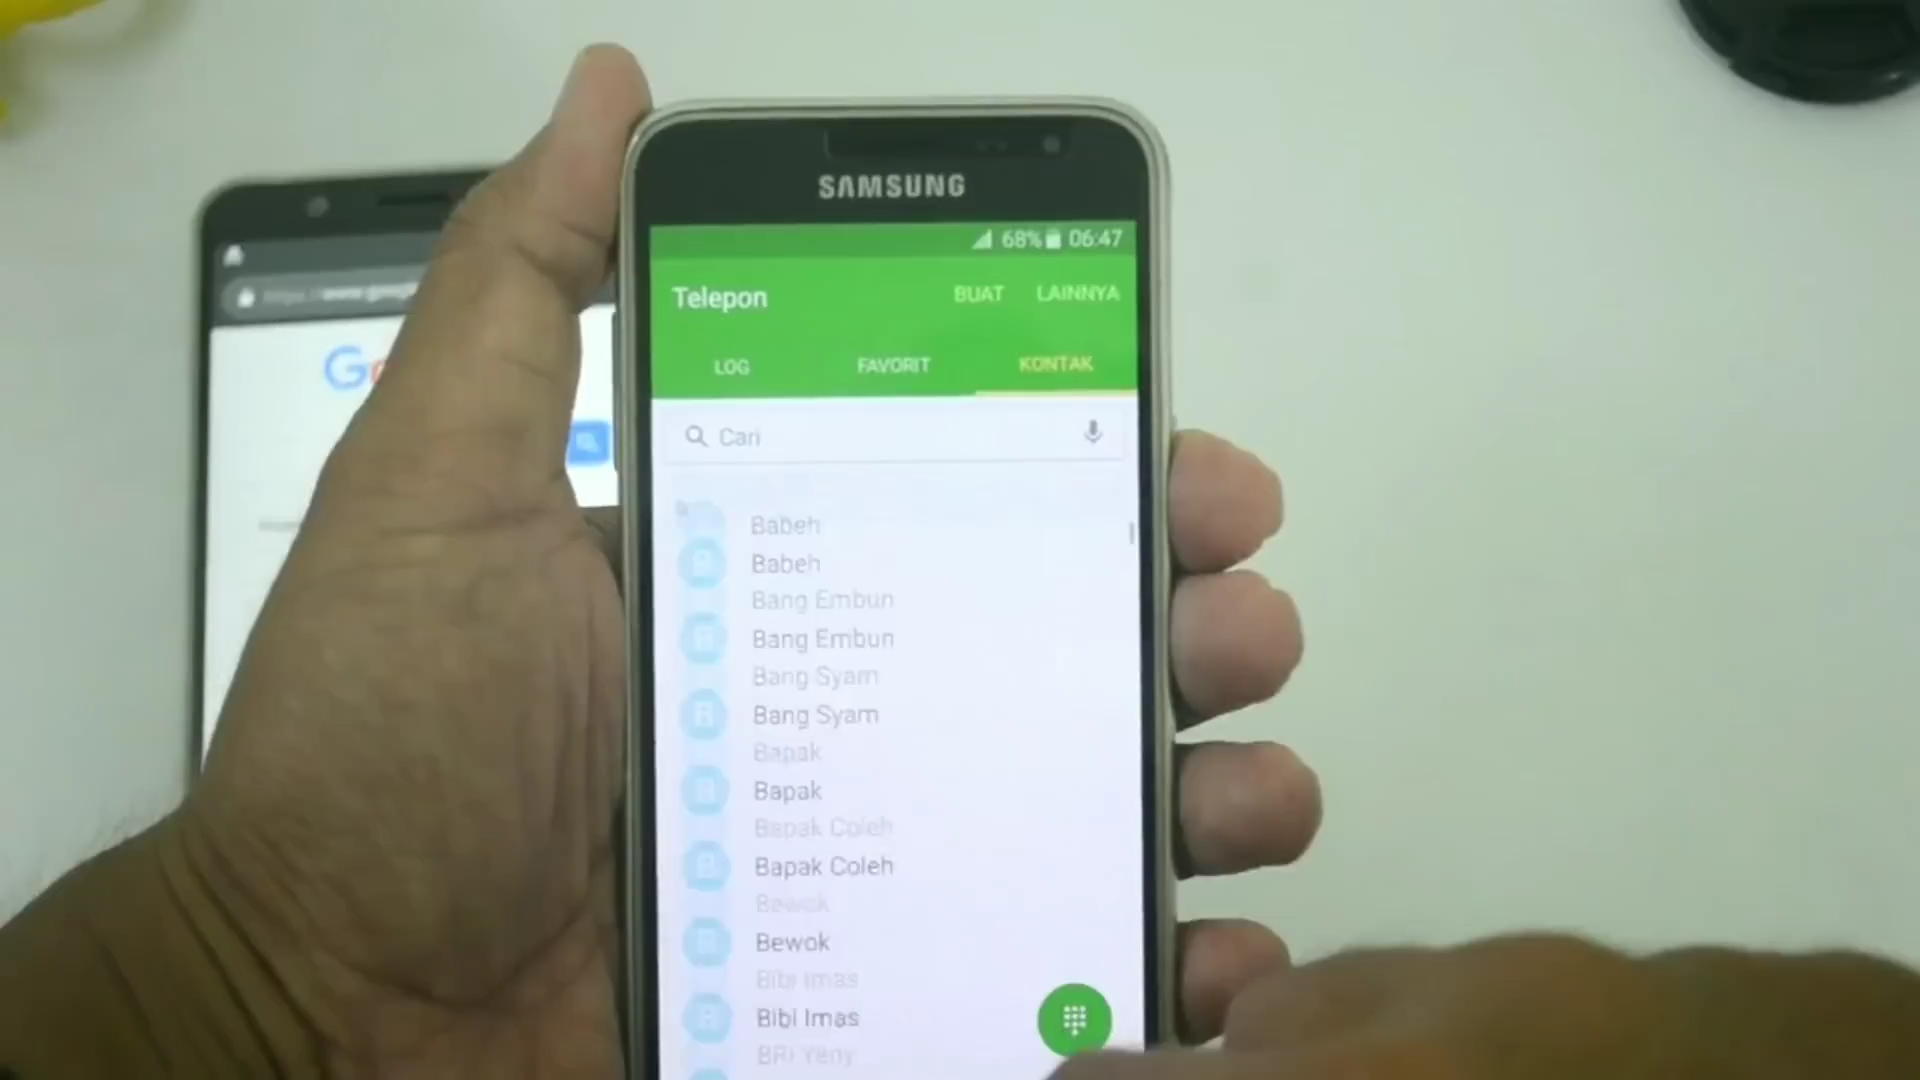 SAMSUNG
68% 06:47
Telepon BUAT LAINNYA
LOG FAVORIT KONTAK
Cari
Babeh
Babeh
Bang Embun
Bang Embun
Bang Syam
Bang Syam
Bapak
Bapak
Bapak Coleh
Bapak Coleh
Bewok
Bewok
Bibi Imas
Bibi Imas
BRI Yeny